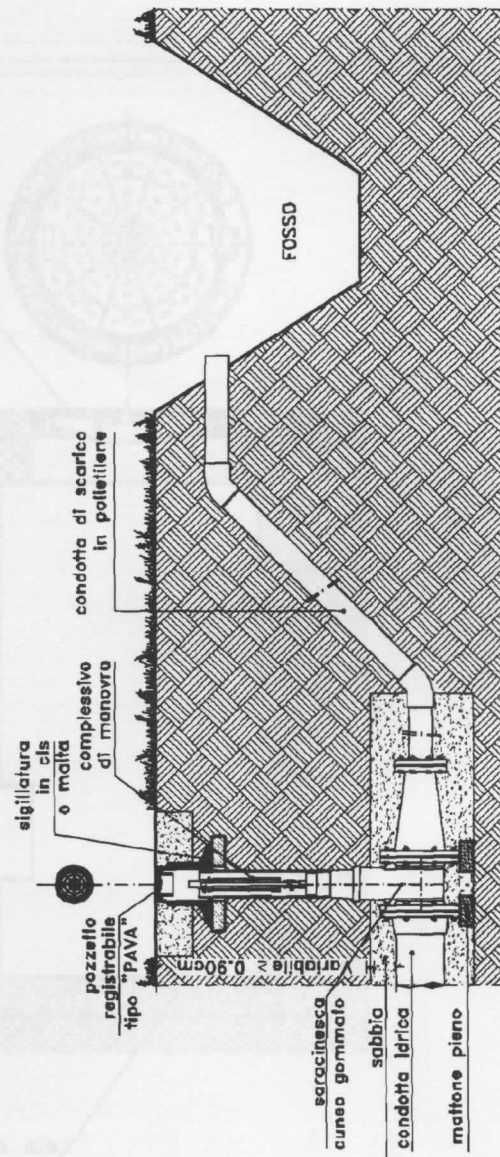 FOSSO
condotta di scarico
in polietilene
complessivo
di manovra
sigillatura
in cls
o malta
pozzetto
registrabile
tipo "PAVA"
variabile > 0.90cm
saracinesca
cuneo gommato
sabbia
condotta idrica
mattone pieno